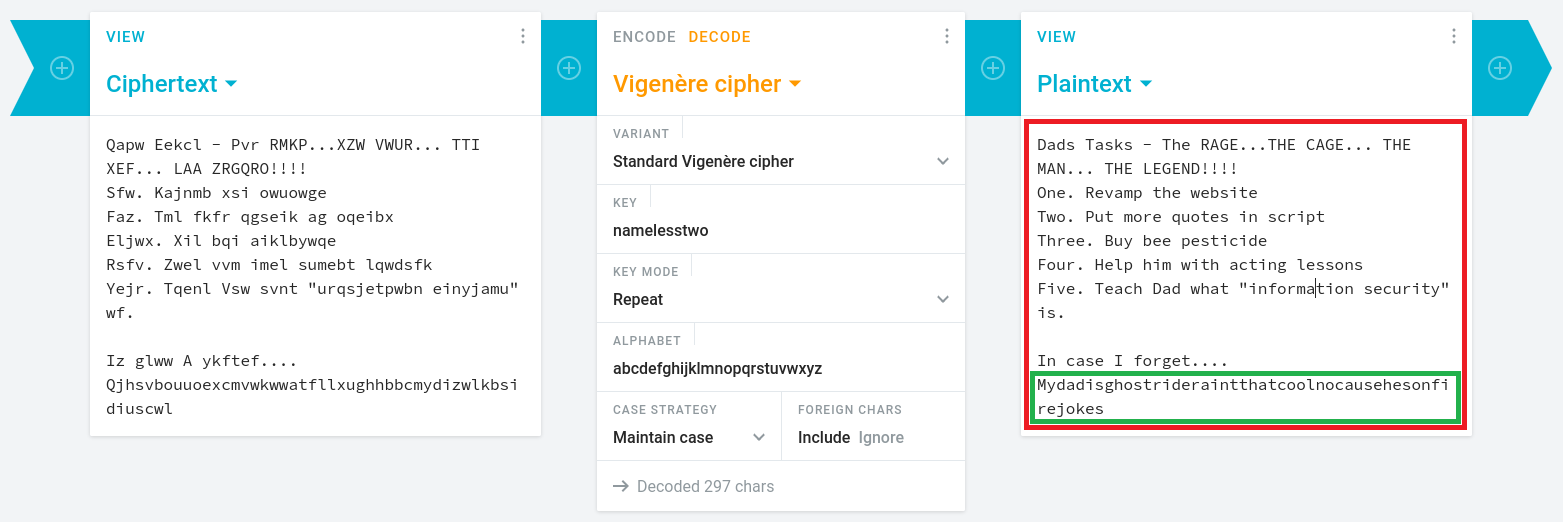 VIEW
Ciphertext
Qapw Eekcl - Pvr RMKP...XZW VWUR... TTI
XEF... LAA ZRGQRO!!!!
Sfw. Kajnmb xsi owuowge
Faz. Tml fkfr qgseik ag oqeibx
Eljwx. Xil bqi aiklbywqe
Rsfv. Zwel vvm imel sumebt lqwdsfk
Yejr. Tqenl Vsw svnt "urqsjetpwbn einyjamu"
wf.
Iz glww A ykftef....
Qjhsvbouuoexcmvwkwwatfllxughhbbcmydizwlkbsi
diuscwl
ENCODE DECODE
Vigenère cipher
VARIANT
Standard Vigenère cipher
KEY
namelesstwo
KEY MODE
Repeat
ALPHABET
abcdefghijklmnopqrstuvwxyz
CASE STRATEGY FOREIGN CHARS
Maintain case Include Ignore
Decoded 297 chars
VIEW
Plaintext
Dads Tasks - The RAGE...THE CAGE... THE
MAN... THE LEGEND!!!!
One. Revamp the website
Two. Put more quotes in script
Three. Buy bee pesticide
Four. Help him with acting lessons
Five. Teach Dad what "information security"
is.
In case I forget....
Mydadisghostrideraintthatcoolnocausehesonfi
rejokes